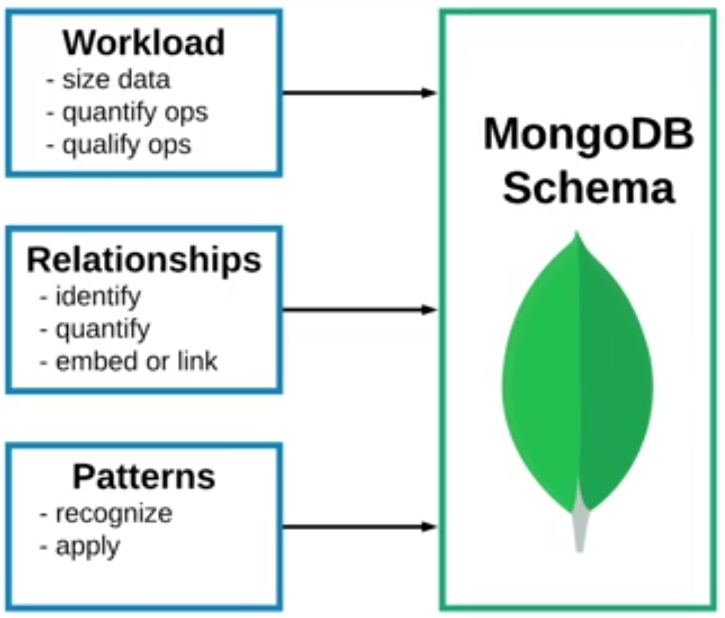 Workload
- size data
- quantify ops
- qualify ops
Relationships
- identify
- quantify
- embed or link
Patterns
- recognize
- apply
MongoDB
Schema